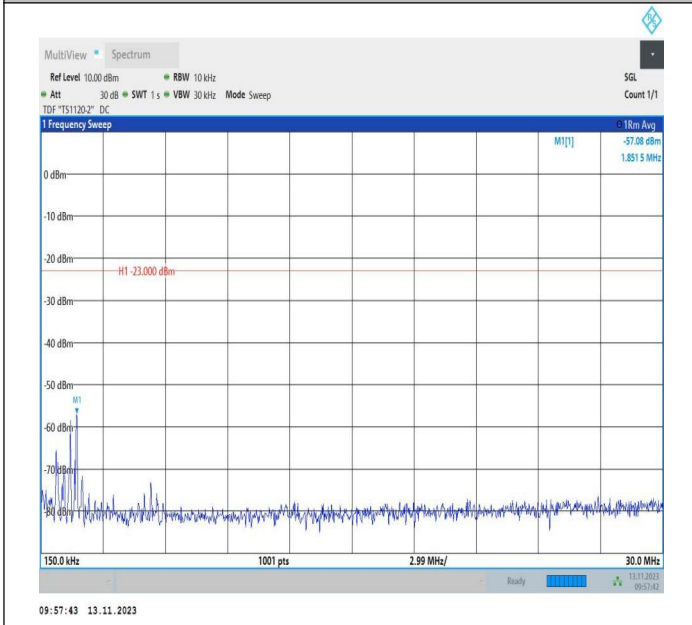 MultiView Spectrum
Ref Level 10.00 dBm RBW 10 kHz SGL
Att 30 dB SWT 1 s VBW 30 kHz Mode Sweep Count 1/1
TDF "TS1120-2" DC
1 Frequency Sweep 1Rm Avg
M1[1] -57.08 dBm
1.851 5 MHz
0 dBm
-10 dBm
-20 dBm
H1 -23.000 dBm
-30 dBm
-40 dBm
-50 dBm
M1
-60 dBm
-70 dBm
-80 dBm
150.0 kHz 1001 pts 2.99 MHz/ 30.0 MHz
Ready 13.11.2023
09:57:42
09:57:43 13.11.2023